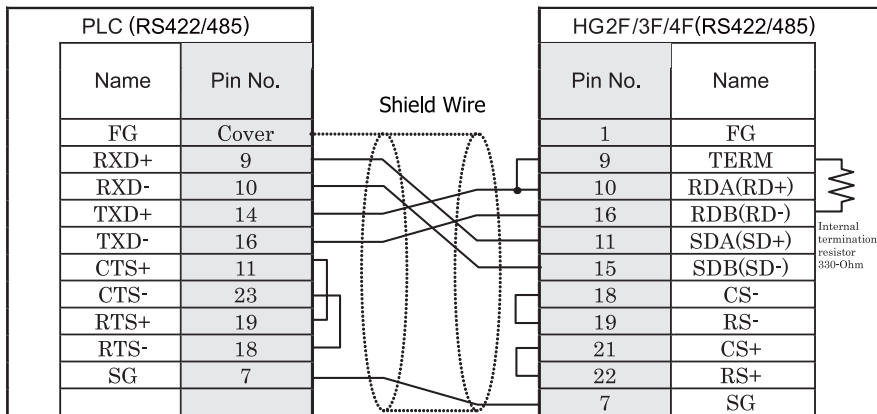 PLC (RS422/485) HG2F/3F/4F(RS422/485)
Name Pin No. Pin No. Name
Shield Wire
FG Cover 1 FG
RXD+ 9 9 TERM
RXD- 10 10 RDA(RD+)
TXD+ 14 16 RDB(RD-)
TXD- 16 11 SDA(SD+)
CTS+ 11 15 SDB(SD-)
CTS- 23 18 CS-
RTS+ 19 19 RS-
RTS- 18 21 CS+
SG 7 22 RS+
7 SG
Internal
termination
resistor
330-Ohm